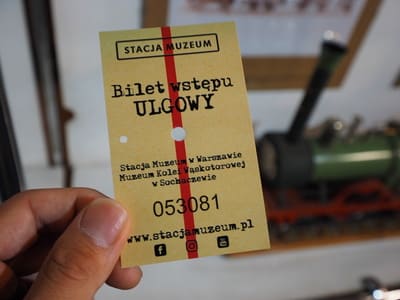 STACJA MUZEUM
Bilet wstępu
ULGOWY
Stacja Muzeum w Warszawie
Muzeum Kolei Wąskotorowej
w Sochaczewie
053081
www.stacjamuzeum.pl